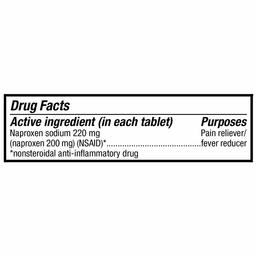 Drug Facts
Active ingredient (in each tablet) Purposes
Naproxen sodium 220 mg Pain reliever/
(naproxen 200 mg) (NSAID)*.....................................fever reducer
*nonsteroidal anti-inflammatory drug